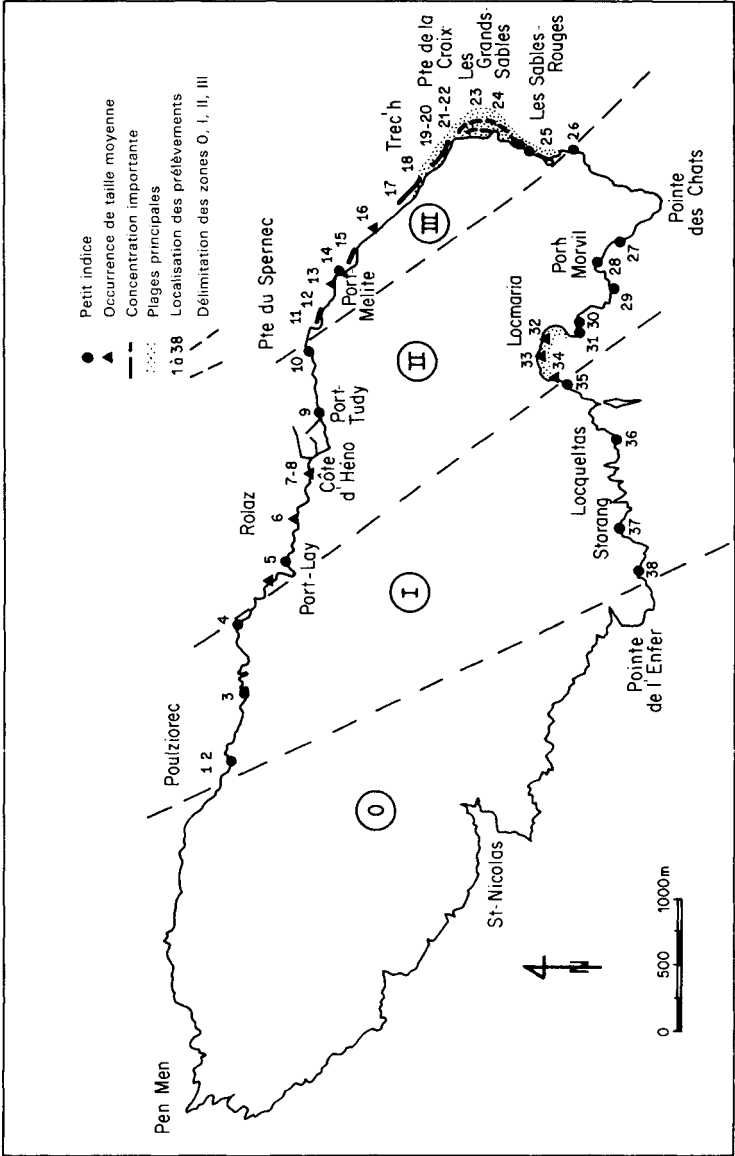 ● Petit indice
▲ Occurrence de taille moyenne
Concentration importante
Plages principales
1 à 38 Localisation des prélèvements
Délimitation des zones O, I, II, III
Pen Men
Poulziorec
1 2
3
4
5
Port-Lay
Rolaz
6
7-8
Côte
d'Héno
9
Port-
Tudy
Pte du Spernec
10
11
12
13
14
15
Port-
Mélite
16
17
18
Trec'h
19-20
Pte de la
Croix
21-22
Les
Grands-
Sables
23
24
Les Sables-
Rouges
25
26
Pointe
des Chats
27
28
Porh
Morvil
29
30
31
Locmaria
32
33
34
35
36
Locqueltas
37
Storang
38
Pointe
de l'Enfer
St-Nicolas
O
I
II
III
N
0 500 1000m